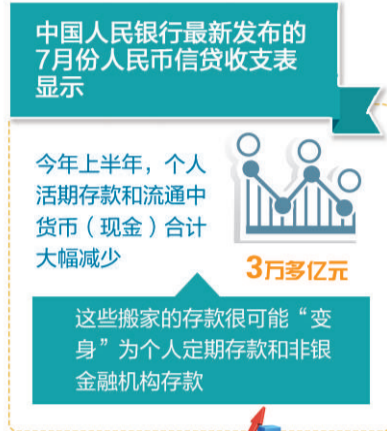 中国人民银行最新发布的
7月份人民币信贷收支表
显示
今年上半年，个人
活期存款和流通中
货币（现金）合计
大幅减少
3万多亿元
这些搬家的存款很可能“变
身”为个人定期存款和非银
金融机构存款